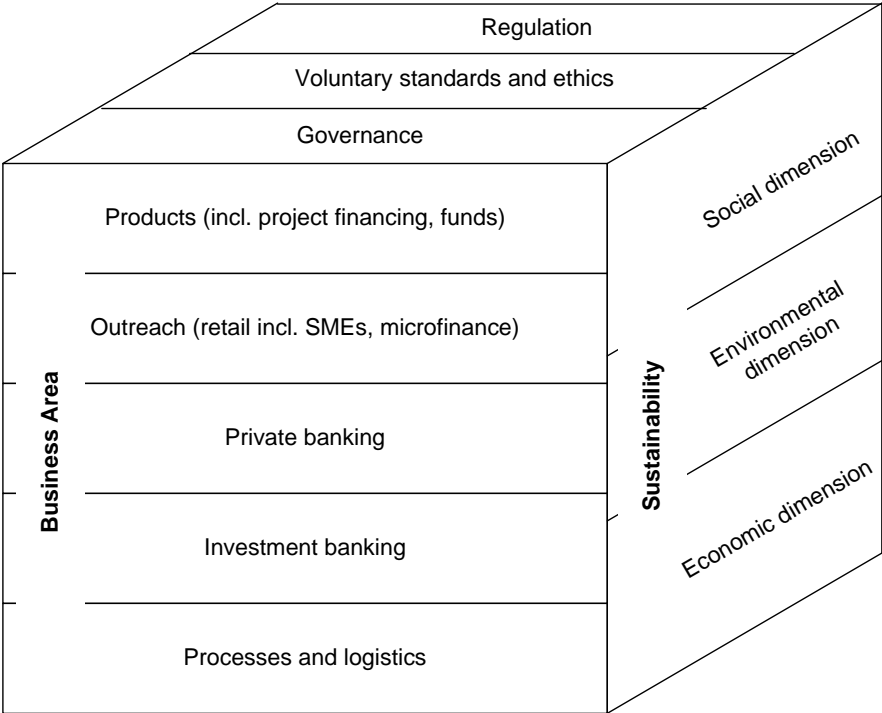 Regulation
Voluntary standards and ethics
Governance
Products (incl. project financing, funds)
Outreach (retail incl. SMEs, microfinance)
Private banking
Investment banking
Processes and logistics
Business Area
Sustainability
Social dimension
Environmental
dimension
Economic dimension